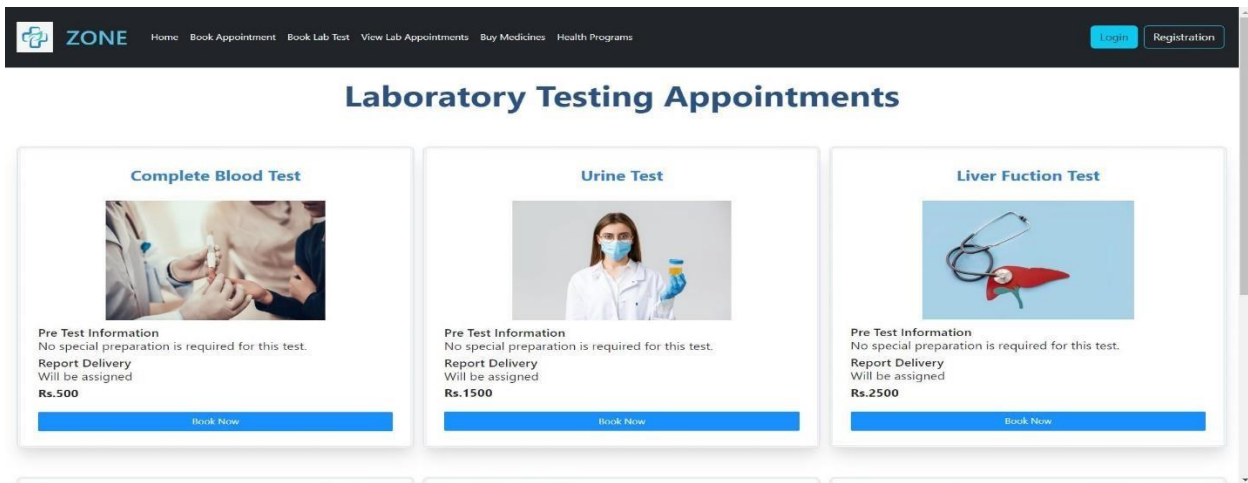 ZONE
Home Book Appointment Book Lab Test View Lab Appointments Buy Medicines Health Programs
Login Registration
Laboratory Testing Appointments
Complete Blood Test
Pre Test Information
No special preparation is required for this test.
Report Delivery
Will be assigned
Rs.500
Book Now
Urine Test
Pre Test Information
No special preparation is required for this test.
Report Delivery
Will be assigned
Rs.1500
Book Now
Liver Fuction Test
Pre Test Information
No special preparation is required for this test.
Report Delivery
Will be assigned
Rs.2500
Book Now